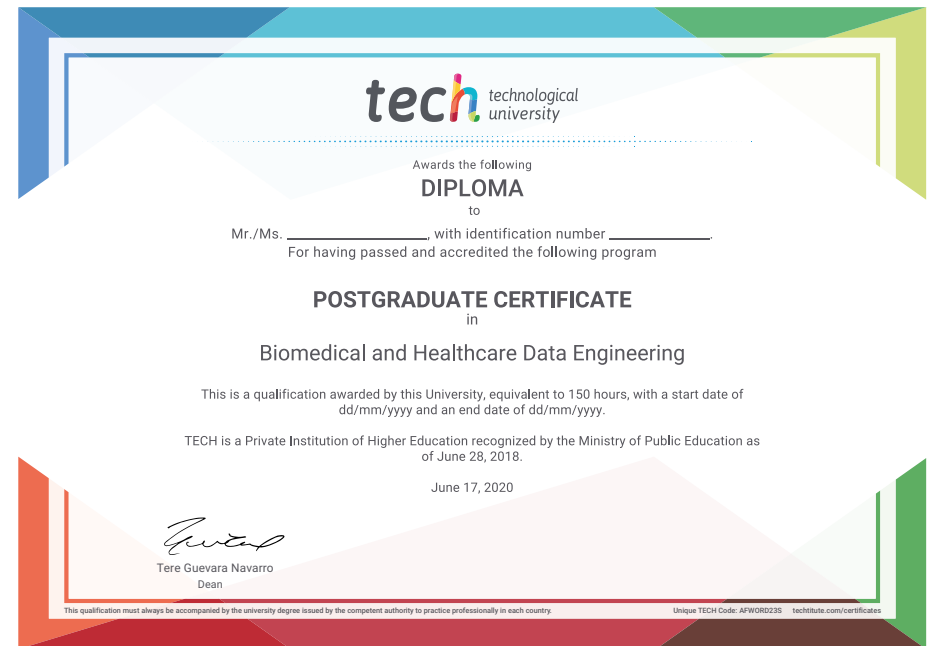 tech technological
university
Awards the following
DIPLOMA
to
Mr./Ms. ____________________, with identification number ______________.
For having passed and accredited the following program
POSTGRADUATE CERTIFICATE
in
Biomedical and Healthcare Data Engineering
This is a qualification awarded by this University, equivalent to 150 hours, with a start date of
dd/mm/yyyy and an end date of dd/mm/yyyy.
TECH is a Private Institution of Higher Education recognized by the Ministry of Public Education as
of June 28, 2018.
June 17, 2020
Tere Guevara Navarro
Dean
This qualification must always be accompanied by the university degree issued by the competent authority to practice professionally in each country. Unique TECH Code: AFWORD23S techtitute.com/certificates